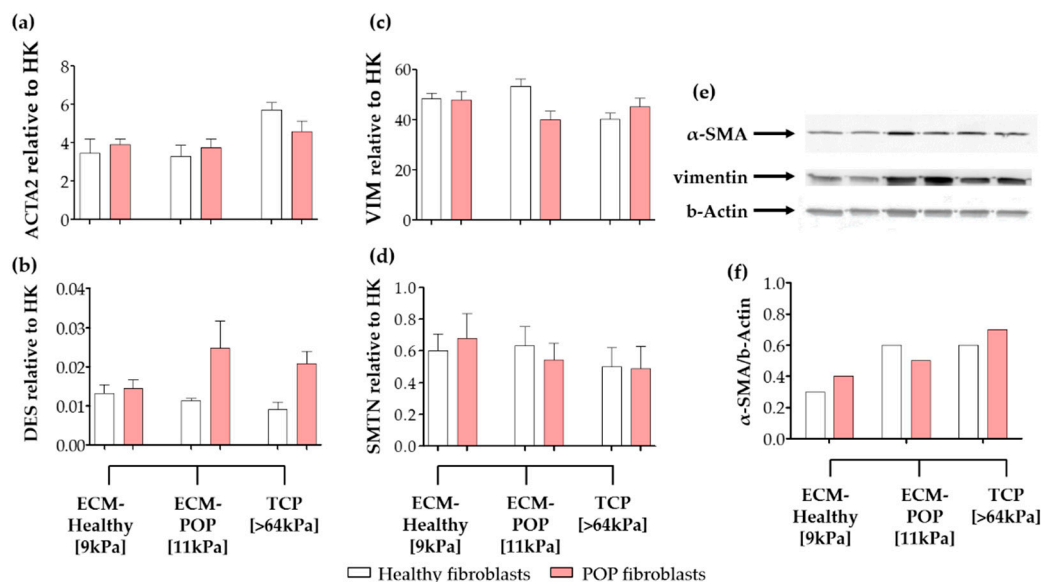 (a)
ACTA2 relative to HK
8
6
4
2
0
(c)
VIM relative to HK
60
40
20
0
(e)
α-SMA
vimentin
b-Actin
(b)
DES relative to HK
0.04
0.03
0.02
0.01
0.00
ECM-
Healthy
[9kPa]
ECM-
POP
[11kPa]
TCP
[>64kPa]
(d)
SMTN relative to HK
1.0
0.8
0.6
0.4
0.2
0.0
ECM-
Healthy
[9kPa]
ECM-
POP
[11kPa]
TCP
[>64kPa]
(f)
α-SMA/b-Actin
1.0
0.8
0.6
0.4
0.2
0.0
ECM-
Healthy
[9kPa]
ECM-
POP
[11kPa]
TCP
[>64kPa]
Healthy fibroblasts
POP fibroblasts